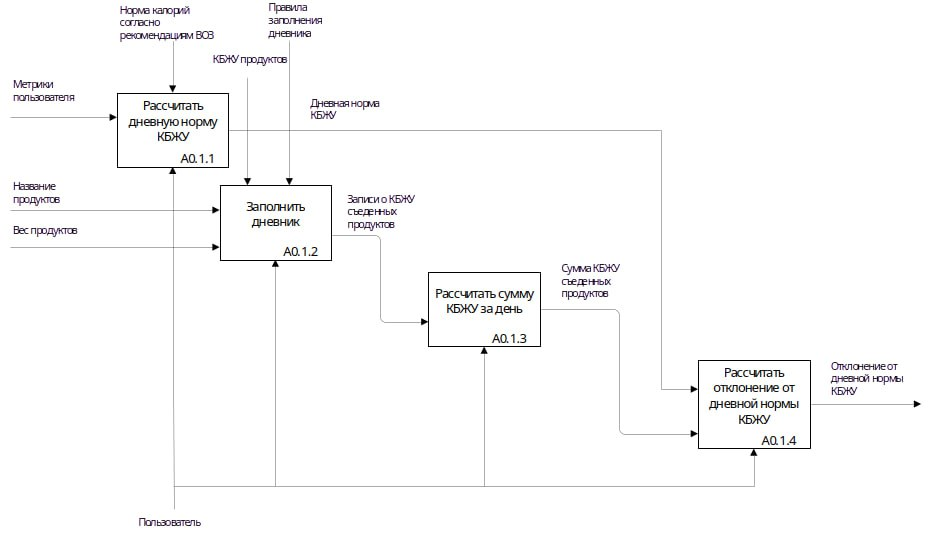 Норма калорий
согласно
рекомендациям ВОЗ
Правила
заполнения
дневника
КБЖУ продуктов
Метрики
пользователя
Рассчитать
дневную норму
КБЖУ
A0.1.1
Дневная норма
КБЖУ
Название
продуктов
Вес продуктов
Заполнить
дневник
A0.1.2
Записи о КБЖУ
съеденных
продуктов
Рассчитать сумму
КБЖУ за день
A0.1.3
Сумма КБЖУ
съеденных
продуктов
Рассчитать
отклонение от
дневной нормы
КБЖУ
A0.1.4
Отклонение от
дневной нормы
КБЖУ
Пользователь